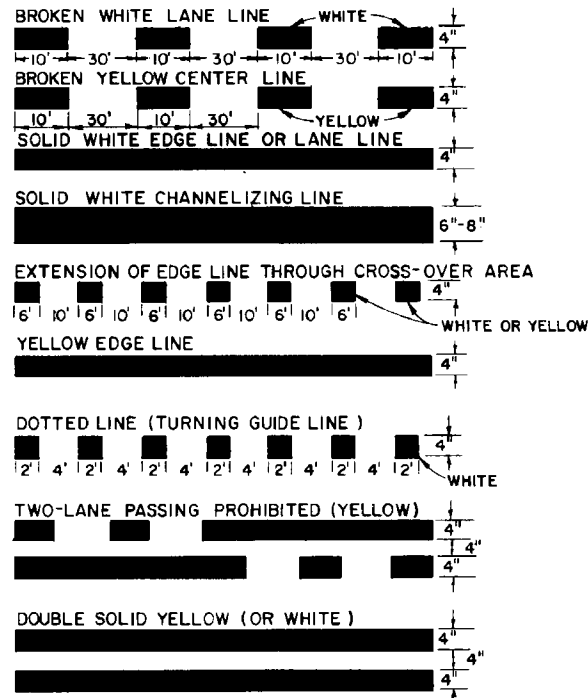 BROKEN WHITE LANE LINE
WHITE
4"
10' 30' 10' 30' 10' 30' 10'
BROKEN YELLOW CENTER LINE
4"
10' 30' 10' 30' YELLOW
SOLID WHITE EDGE LINE OR LANE LINE
4"
SOLID WHITE CHANNELIZING LINE
6"-8"
EXTENSION OF EDGE LINE THROUGH CROSS-OVER AREA
4"
6' 10' 6' 10' 6' 10' 6' 10' 6' 10' 6'
WHITE OR YELLOW
YELLOW EDGE LINE
4"
DOTTED LINE (TURNING GUIDE LINE)
4"
2' 4' 2' 4' 2' 4' 2' 4' 2' 4' 2' 4' 2'
WHITE
TWO-LANE PASSING PROHIBITED (YELLOW)
4"
4"
4"
DOUBLE SOLID YELLOW (OR WHITE)
4"
4"
4"